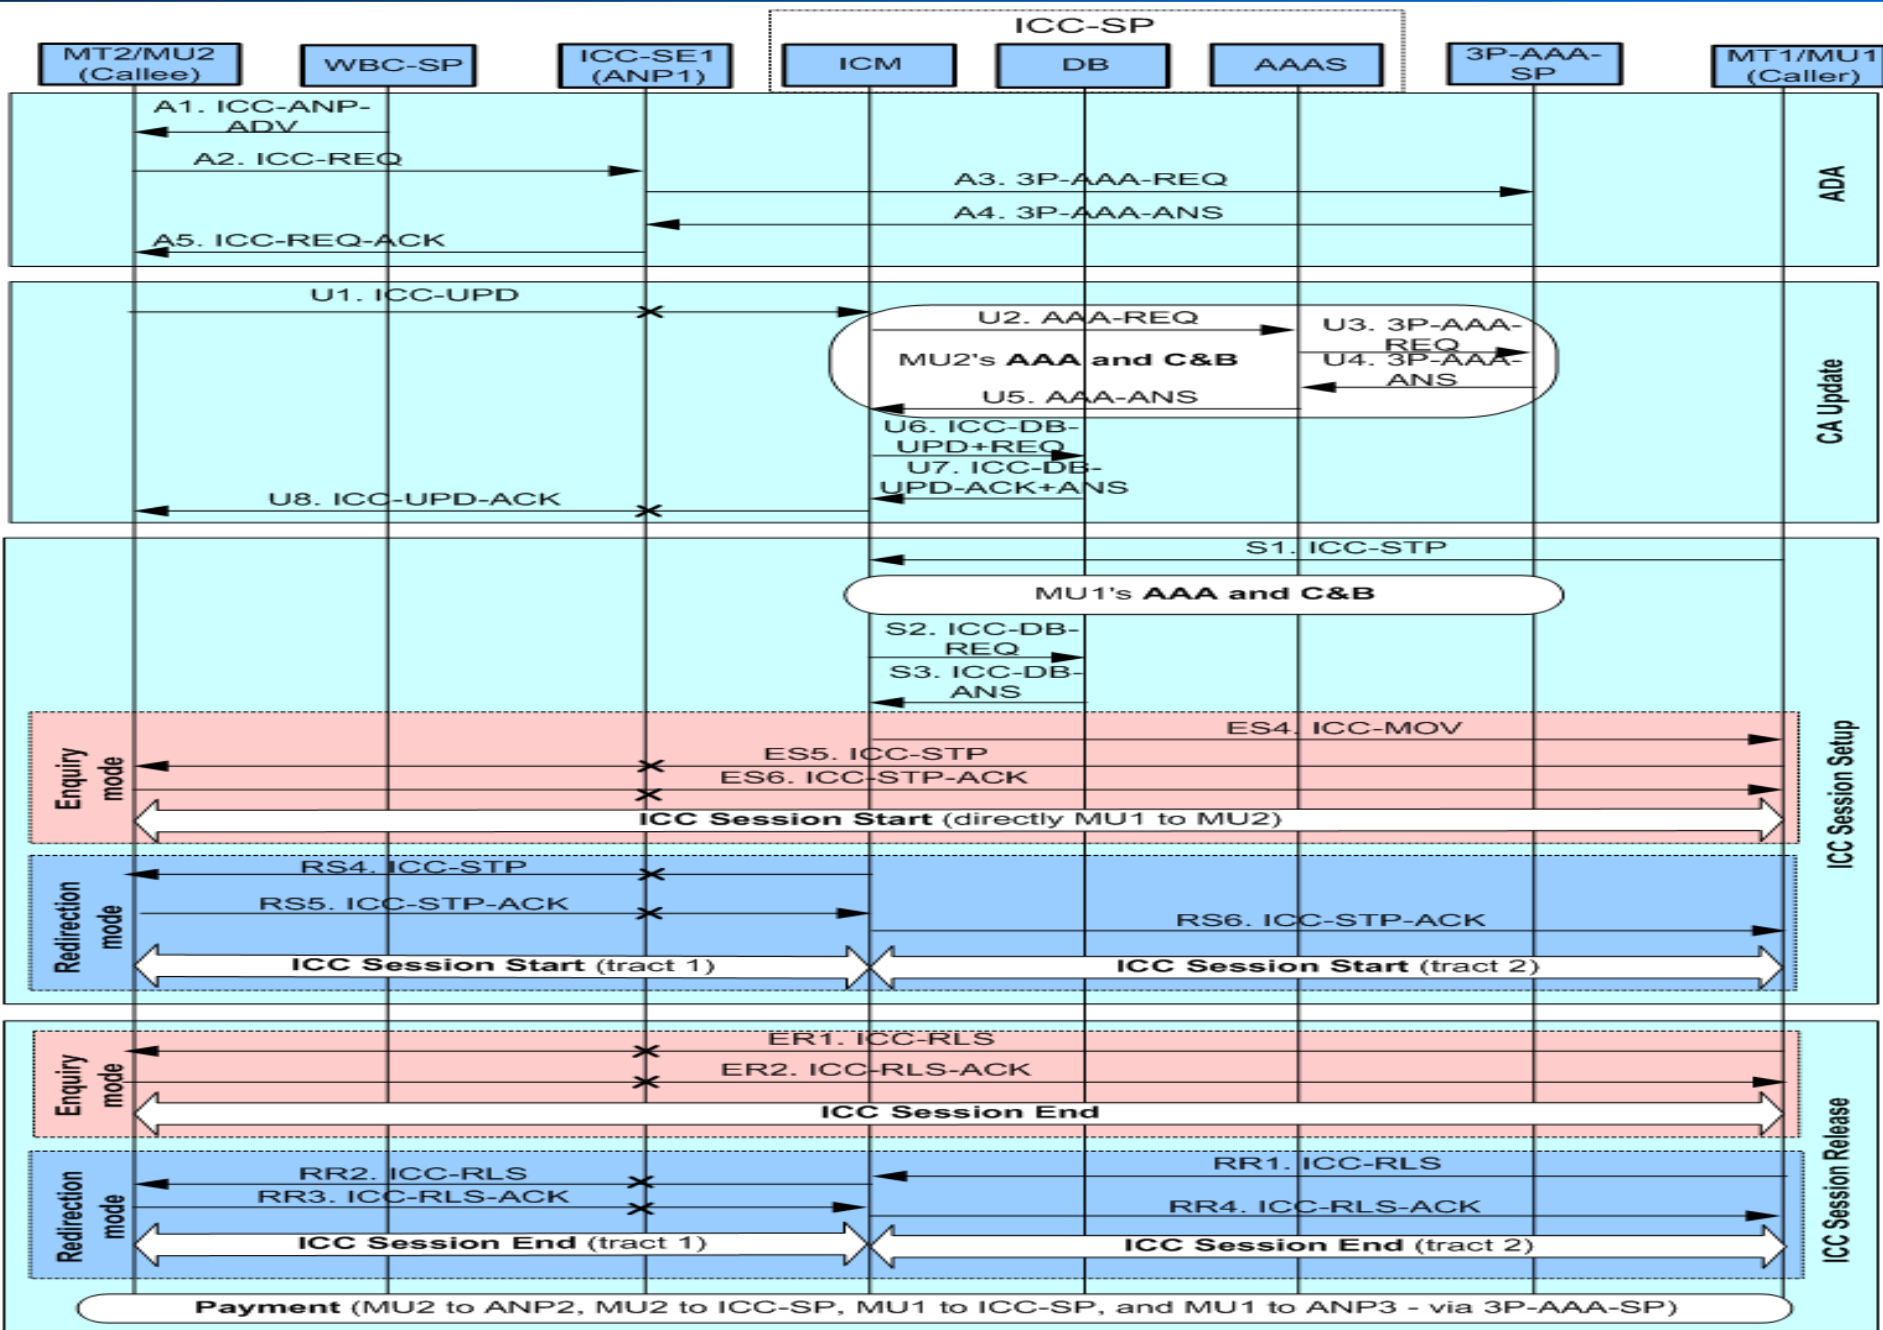 ICC-SP
MT2/MU2
(Callee)
WBC-SP
ICC-SE1
(ANP1)
ICM
DB
AAAS
3P-AAA-
SP
MT1/MU1
(Caller)
A1. ICC-ANP-
ADV
A2. ICC-REQ
A3. 3P-AAA-REQ
A4. 3P-AAA-ANS
A5. ICC-REQ-ACK
ADA
U1. ICC-UPD
U2. AAA-REQ
U3. 3P-AAA-
REQ
MU2's AAA and C&B
U4. 3P-AAA-
ANS
U5. AAA-ANS
U6. ICC-DB-
UPD+REQ
U7. ICC-DB-
UPD-ACK+ANS
U8. ICC-UPD-ACK
CA Update
S1. ICC-STP
MU1's AAA and C&B
S2. ICC-DB-
REQ
S3. ICC-DB-
ANS
Enquiry
mode
ES4. ICC-MOV
ES5. ICC-STP
ES6. ICC-STP-ACK
ICC Session Start (directly MU1 to MU2)
ICC Session Setup
Redirection
mode
RS4. ICC-STP
RS5. ICC-STP-ACK
RS6. ICC-STP-ACK
ICC Session Start (tract 1)
ICC Session Start (tract 2)
Enquiry
mode
ER1. ICC-RLS
ER2. ICC-RLS-ACK
ICC Session End
ICC Session Release
Redirection
mode
RR1. ICC-RLS
RR2. ICC-RLS
RR3. ICC-RLS-ACK
RR4. ICC-RLS-ACK
ICC Session End (tract 1)
ICC Session End (tract 2)
Payment (MU2 to ANP2, MU2 to ICC-SP, MU1 to ICC-SP, and MU1 to ANP3 - via 3P-AAA-SP)